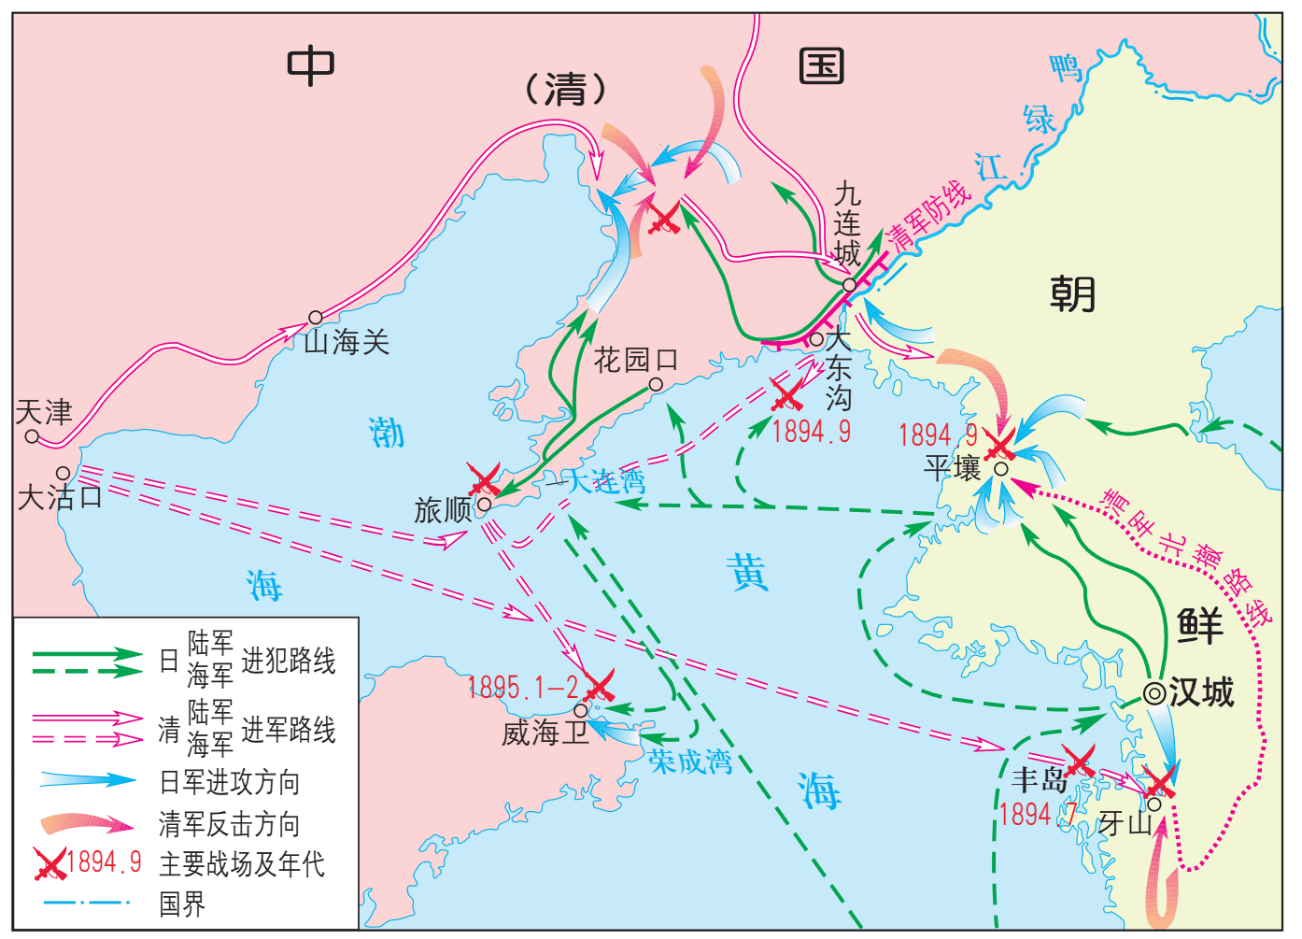 中
国
（清）
鸭
绿
江
清军防线
九连城
朝
山海关
花园口
大东沟
天津
1894.9
1894.9
渤
平壤
大沽口
大连湾
旅顺
清军北撤路线
海
黄
鲜
汉城
1895.1-2
威海卫
荣成湾
海
丰岛
1894.7
牙山
日 陆军 进犯路线
海军
清 陆军 进军路线
海军
日军进攻方向
清军反击方向
1894.9 主要战场及年代
国界